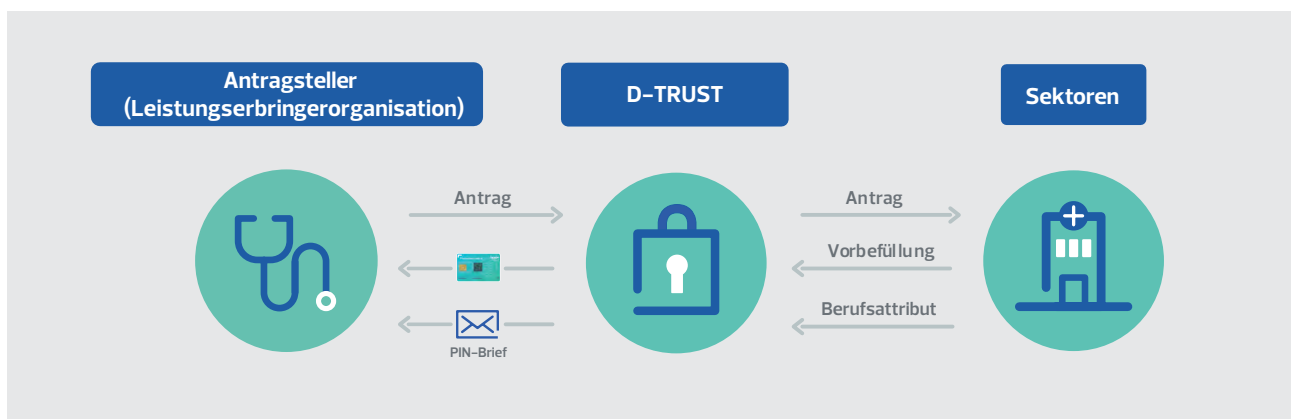 Antragsteller
(Leistungserbringerorganisation)
D-TRUST
Sektoren
Antrag
PIN-Brief
Antrag
Vorbefüllung
Berufsattribut